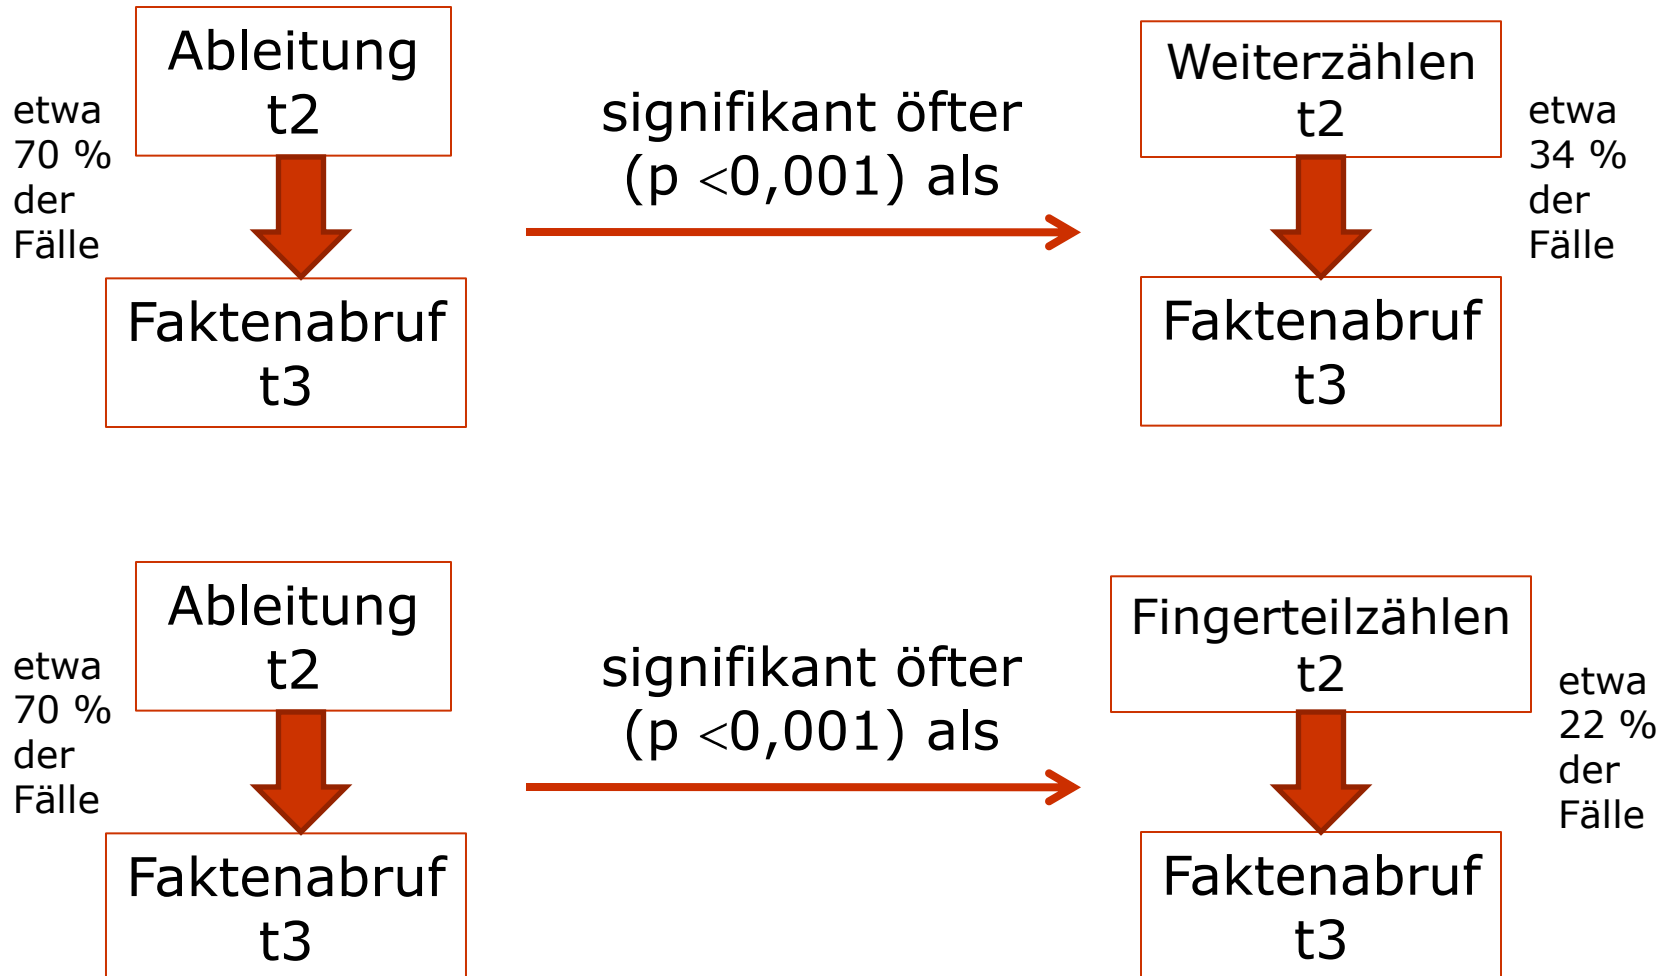 Ableitung
t2
etwa
70 %
der
Fälle
Faktenabruf
t3
signifikant öfter
(p <0,001) als
Weiterzählen
t2
etwa
34 %
der
Fälle
Faktenabruf
t3
Ableitung
t2
etwa
70 %
der
Fälle
Faktenabruf
t3
signifikant öfter
(p <0,001) als
Fingerteilzählen
t2
etwa
22 %
der
Fälle
Faktenabruf
t3